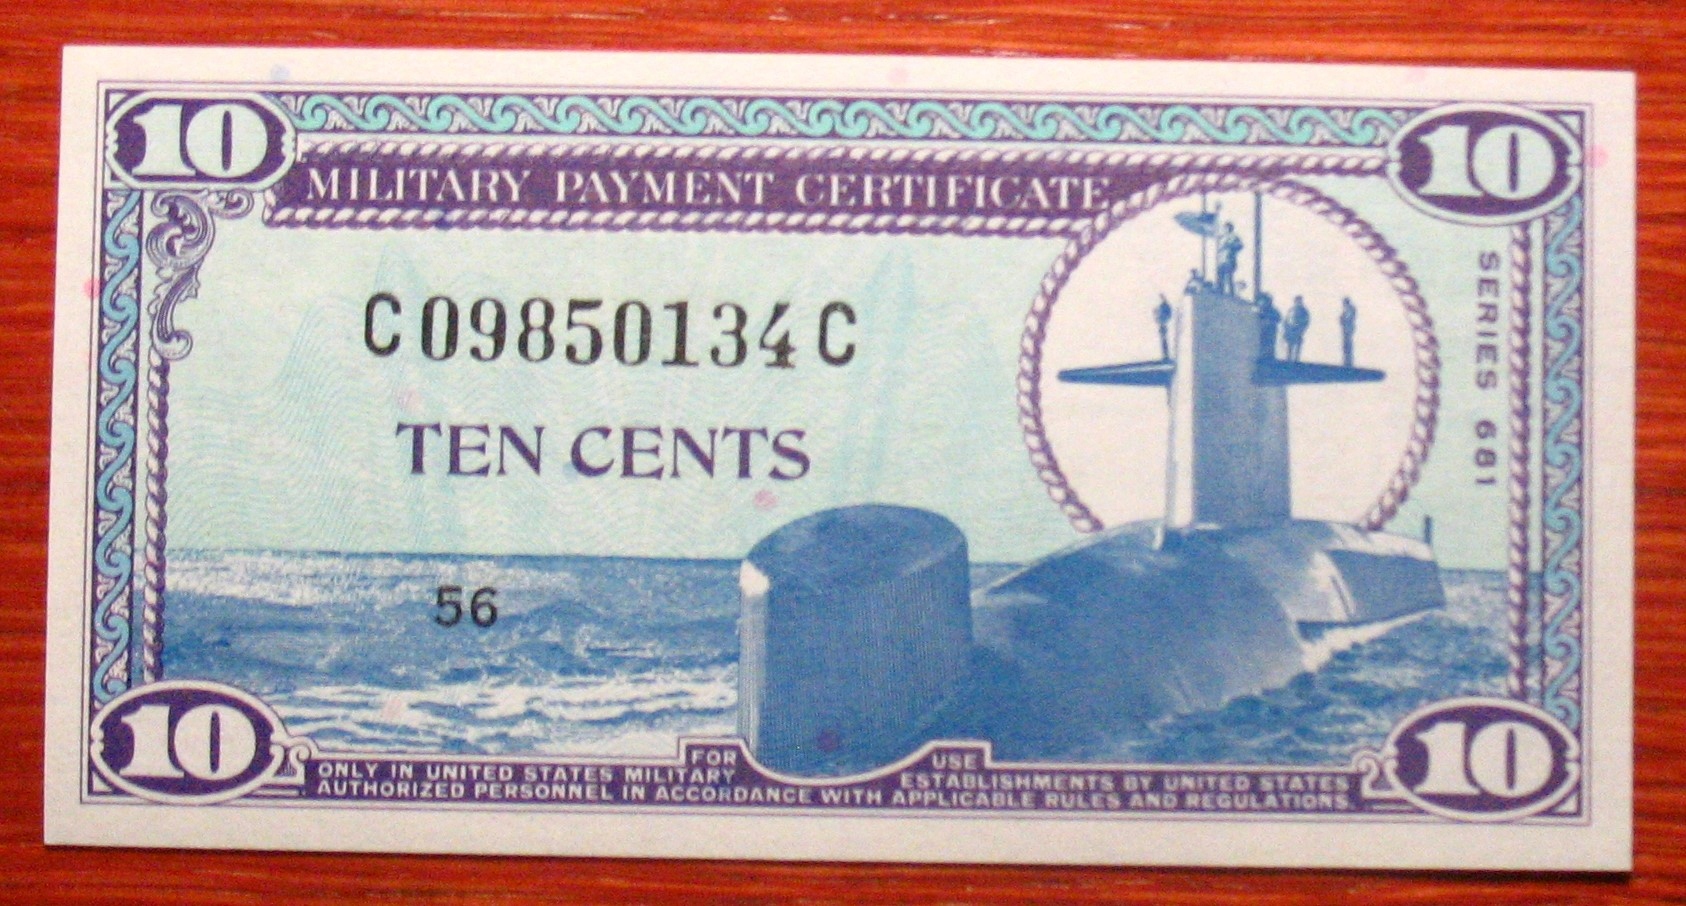 10
10
MILITARY PAYMENT CERTIFICATE
SERIES 681
C09850134C
TEN CENTS
56
10
10
FOR USE
ONLY IN UNITED STATES MILITARY ESTABLISHMENTS BY UNITED STATES
AUTHORIZED PERSONNEL IN ACCORDANCE WITH APPLICABLE RULES AND REGULATIONS.